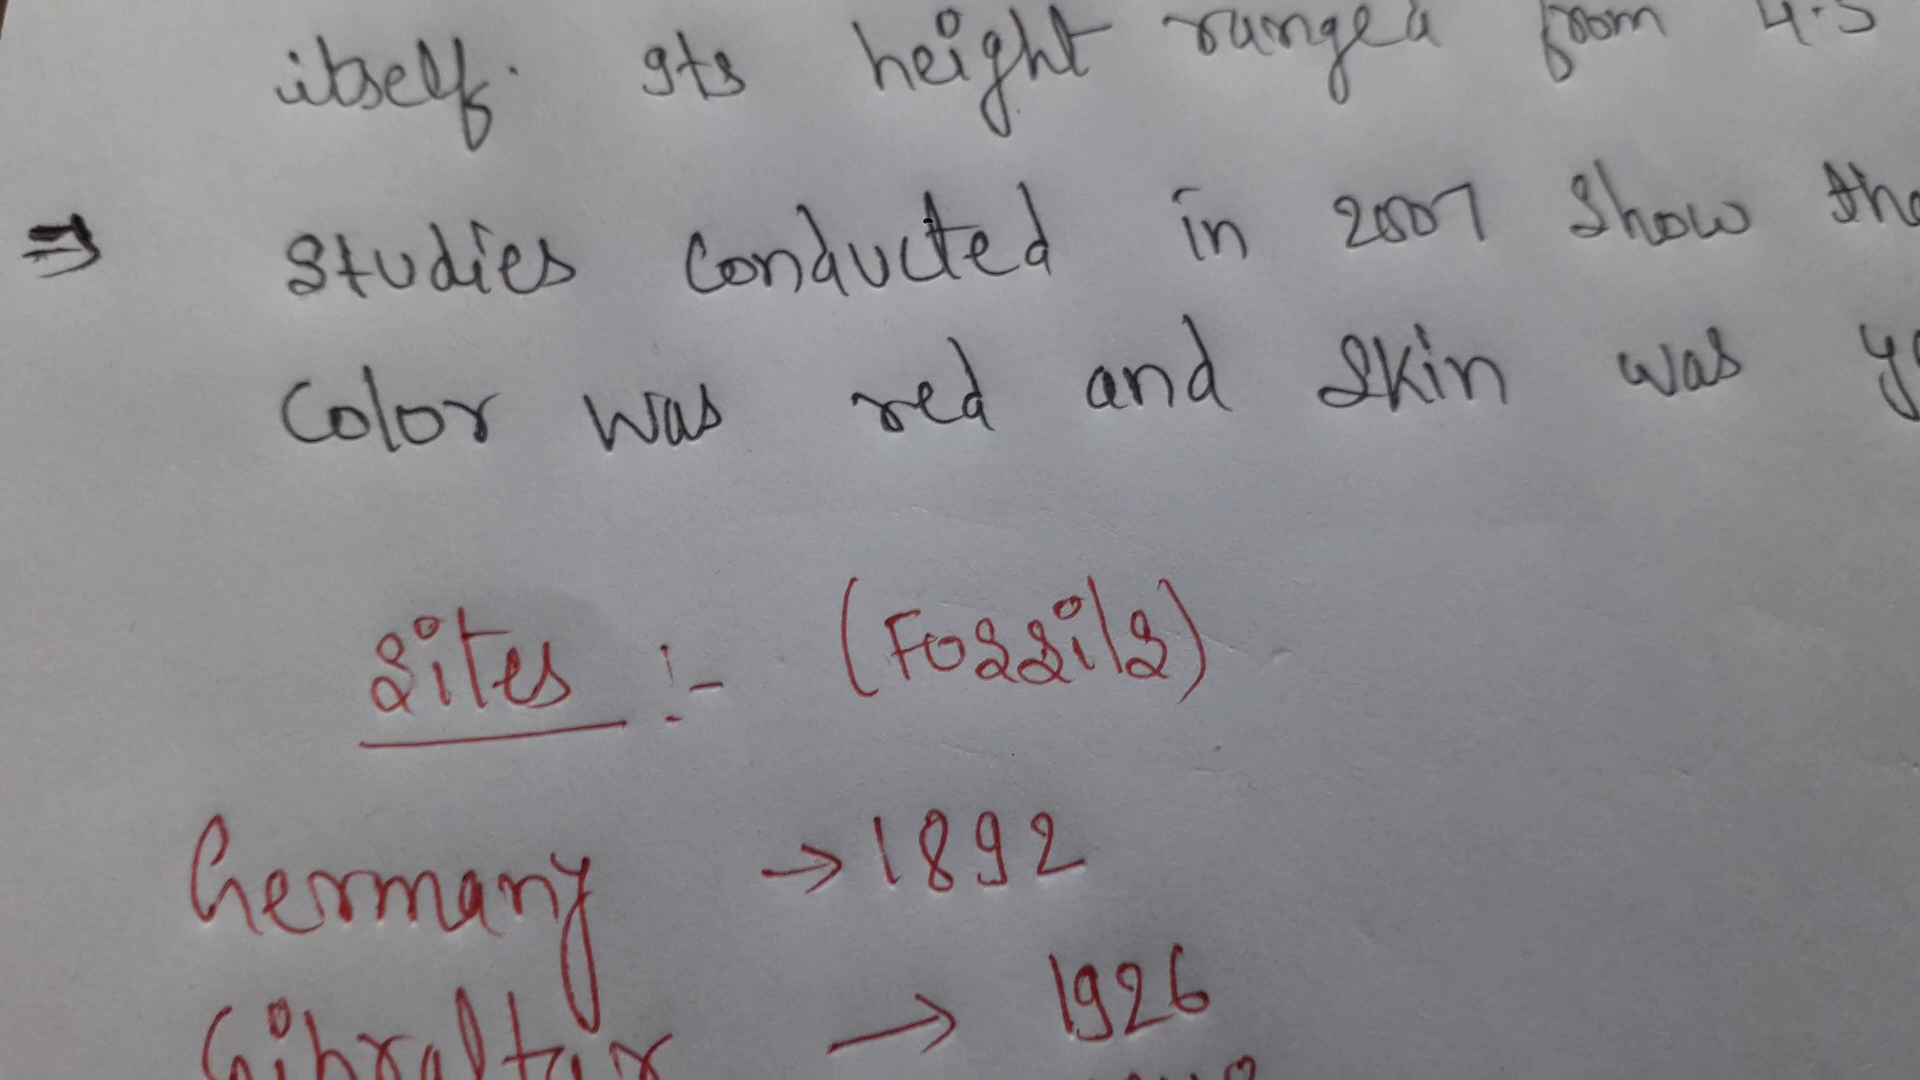 itself. Its height ranged from 4.5
⇒ Studies conducted in 2007 show
Color was red and skin was
Sites :- (Fossils)
Germany → 1892
Gibraltar → 1926